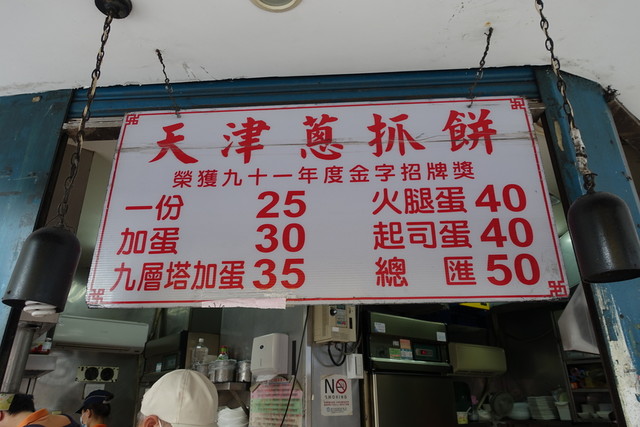 天津蔥抓餅
榮獲九十一年度金字招牌獎
一份 25 火腿蛋 40
加蛋 30 起司蛋 40
九層塔加蛋 35 總匯 50
NO
SMOKING